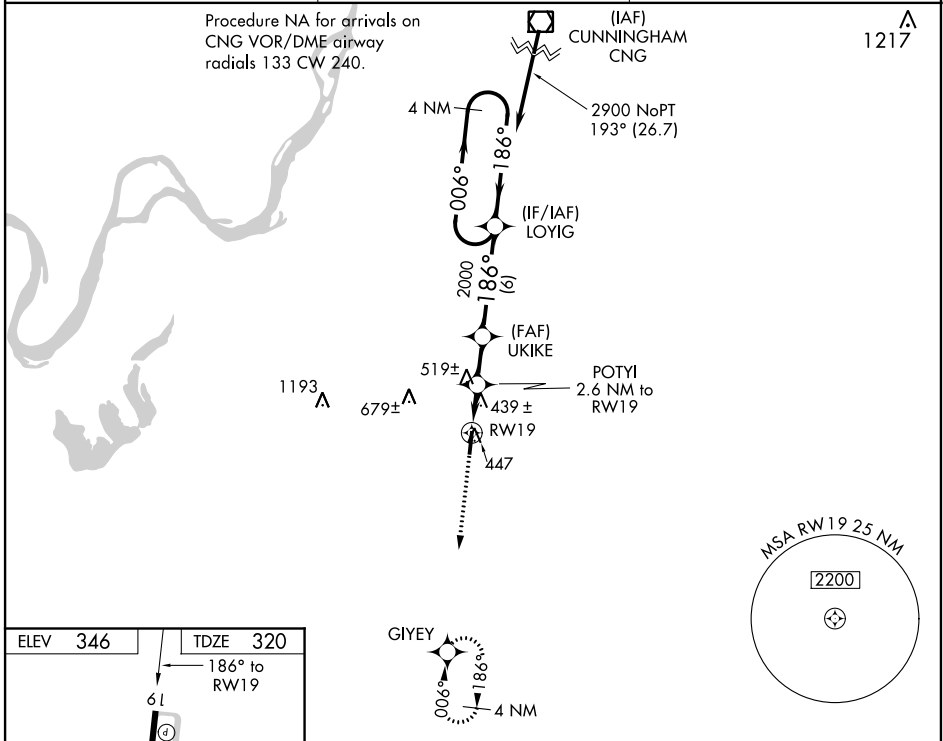 Procedure NA for arrivals on
CNG VOR/DME airway
radials 133 CW 240.
(IAF)
CUNNINGHAM
CNG
1217
4 NM
2900 NoPT
193° (26.7)
186°
006°
(IF/IAF)
LOYIG
2000
186°
(6)
(FAF)
UKIKE
519±
POTYI
2.6 NM to
RW19
1193
679±
439 ±
RW19
447
MSA RW19 25 NM
2200
GIYEY
006°
186°
4 NM
ELEV 346
TDZE 320
186° to
RW19
19
P